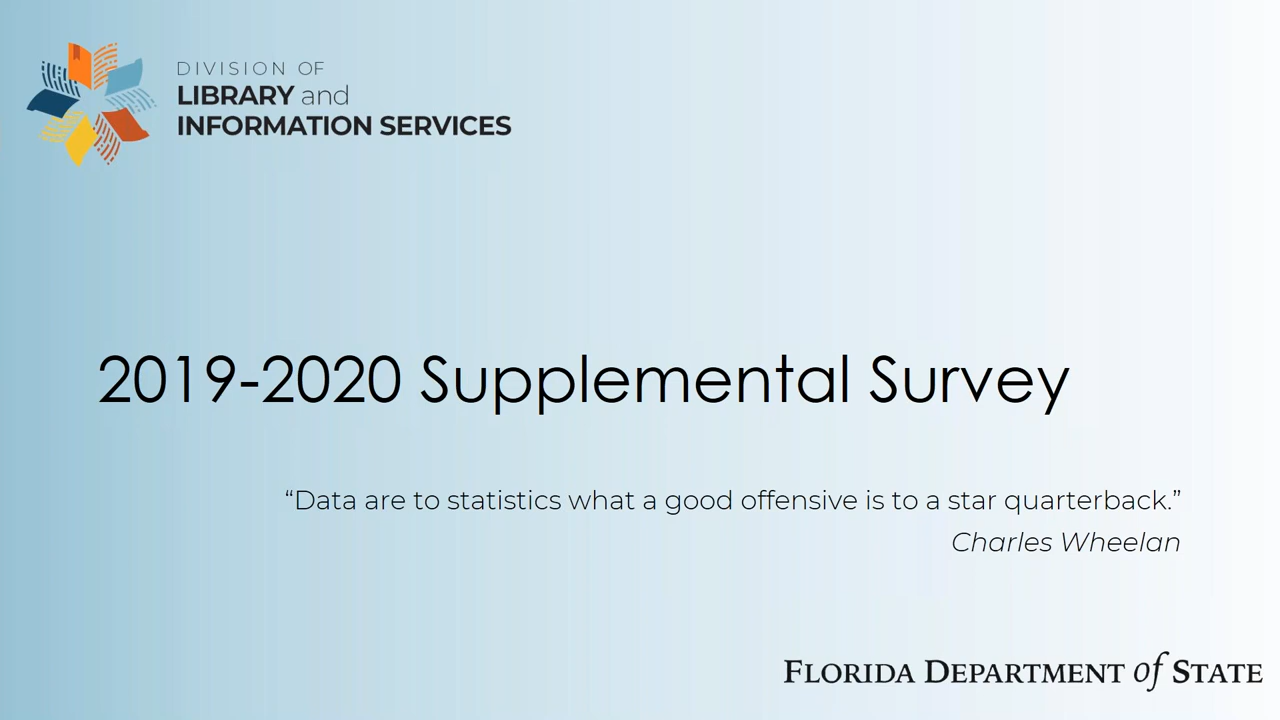 DIVISION OF
LIBRARY and
INFORMATION SERVICES
2019-2020 Supplemental Survey
“Data are to statistics what a good offensive is to a star quarterback.”
Charles Wheelan
FLORIDA DEPARTMENT of STATE